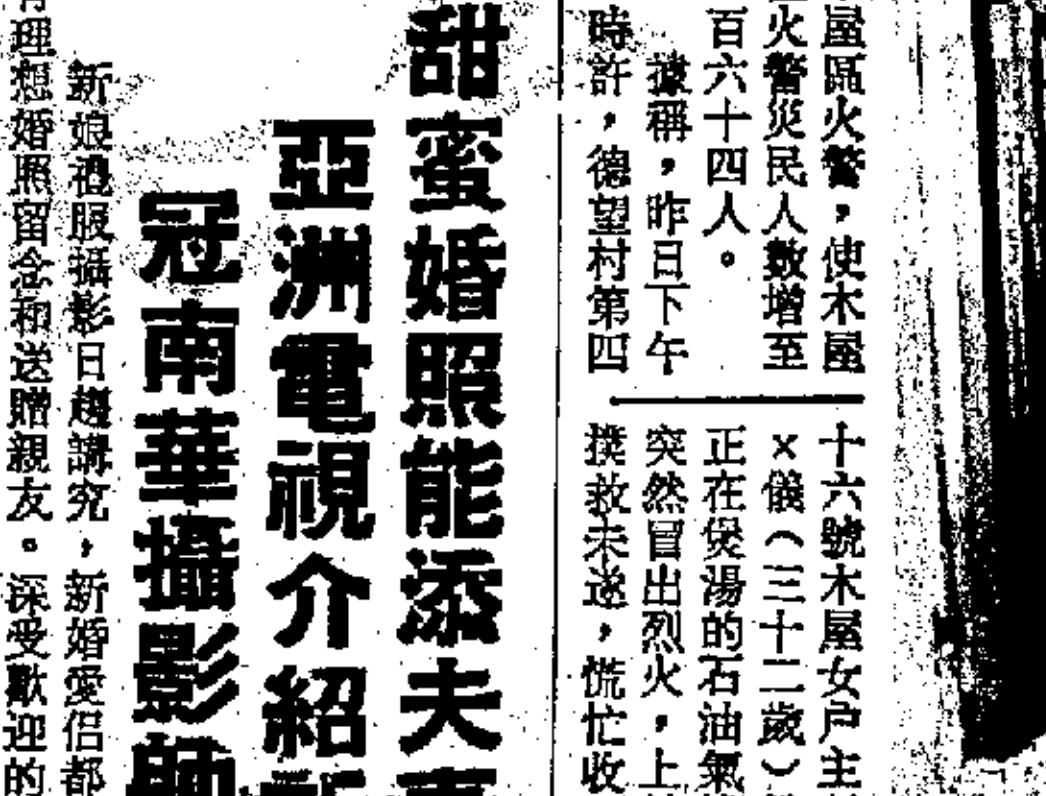 屋區火警，使木屋
火警災民人數增至
百六十四人。
據稱，昨日下午
時許，德望村第四
十六號木屋女户主
×儀（三十二歲）
正在煲湯的石油氣
突然冒出烈火，上
撲救未遂，慌忙收
甜蜜婚照能添夫
亞洲電視介紹
冠南華攝影師
新娘禮服攝影日趨講究，新婚愛侶都
理想婚照留念和送贈親友。深受歡迎的